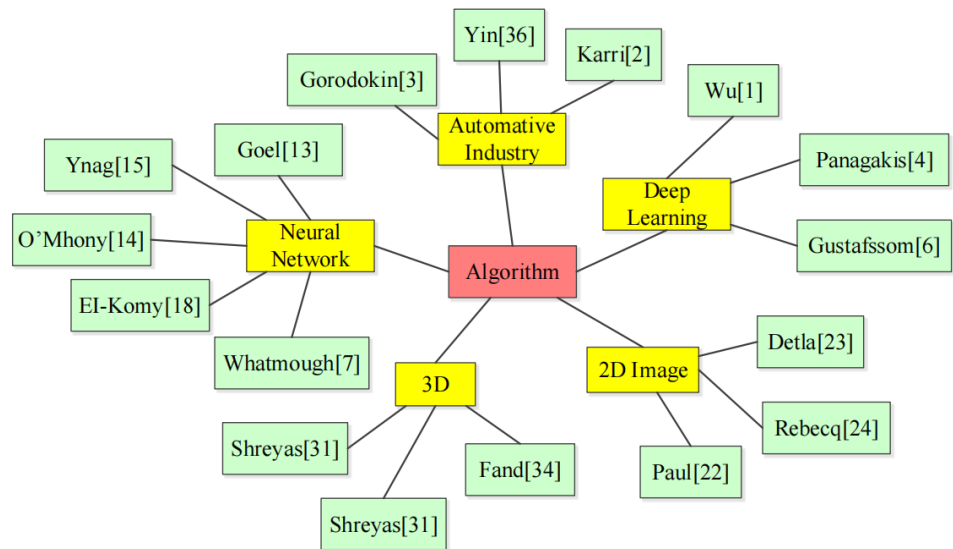 Yin[36]
Karri[2]
Gorodokin[3]
Wu[1]
Automative
Industry
Goel[13]
Ynag[15]
Panagakis[4]
Deep
Learning
O’Mhony[14]
Neural
Network
Gustafssom[6]
Algorithm
EI-Komy[18]
Detla[23]
Whatmough[7]
3D
2D Image
Rebecq[24]
Shreyas[31]
Fand[34]
Paul[22]
Shreyas[31]